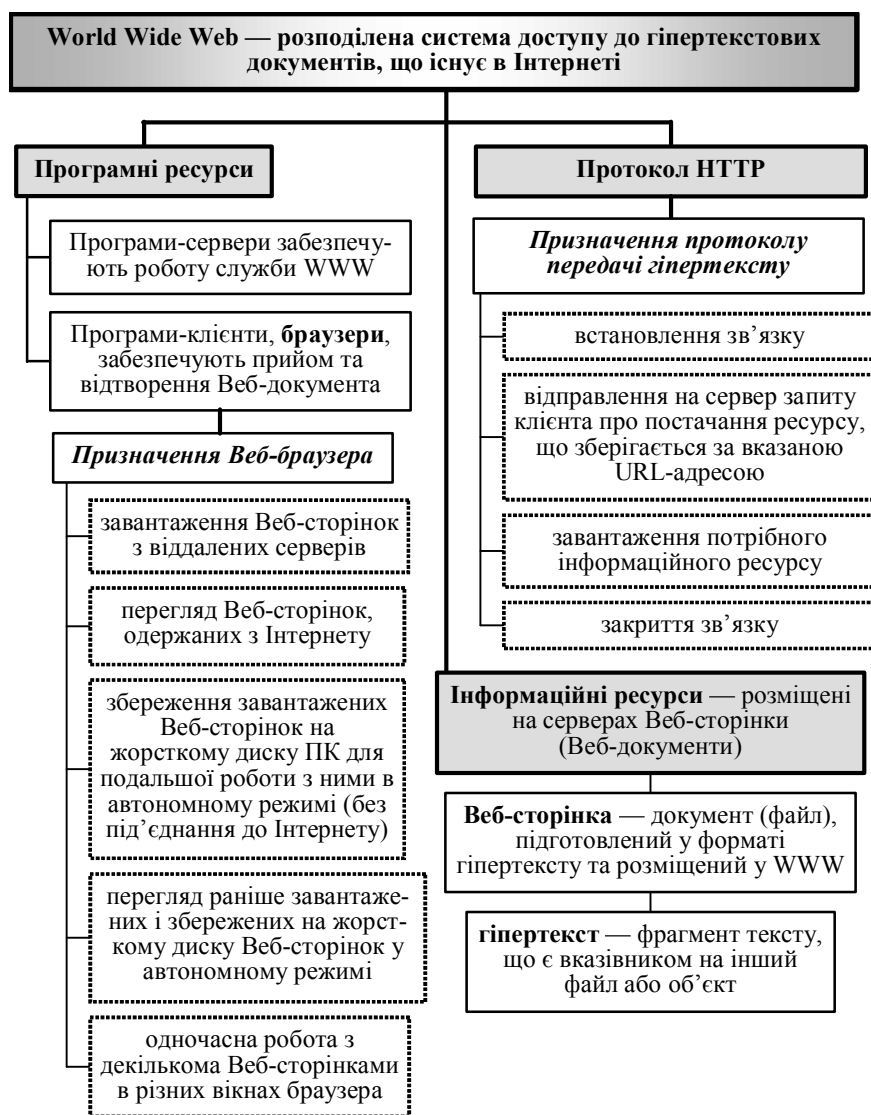 World Wide Web — розподілена система доступу до гіпертекстових
документів, що існує в Інтернеті
Програмні ресурси
Програми-сервери забезпечу-
ють роботу служби WWW
Програми-клієнти, браузери,
забезпечують прийом та
відтворення Веб-документа
Призначення Веб-браузера
завантаження Веб-сторінок
з віддалених серверів
перегляд Веб-сторінок,
одержаних з Інтернету
збереження завантажених
Веб-сторінок на
жорсткому диску ПК для
подальшої роботи з ними в
автономному режимі (без
під’єднання до Інтернету)
перегляд раніше завантаже-
них і збережених на жорст-
кому диску Веб-сторінок у
автономному режимі
одночасна робота з
декількома Веб-сторінками
в різних вікнах браузера
Протокол HTTP
Призначення протоколу
передачі гіпертексту
встановлення зв’язку
відправлення на сервер запиту
клієнта про постачання ресурсу,
що зберігається за вказаною
URL-адресою
завантаження потрібного
інформаційного ресурсу
закриття зв’язку
Інформаційні ресурси — розміщені
на серверах Веб-сторінки
(Веб-документи)
Веб-сторінка — документ (файл),
підготовлений у форматі
гіпертексту та розміщений у WWW
гіпертекст — фрагмент тексту,
що є вказівником на інший
файл або об’єкт